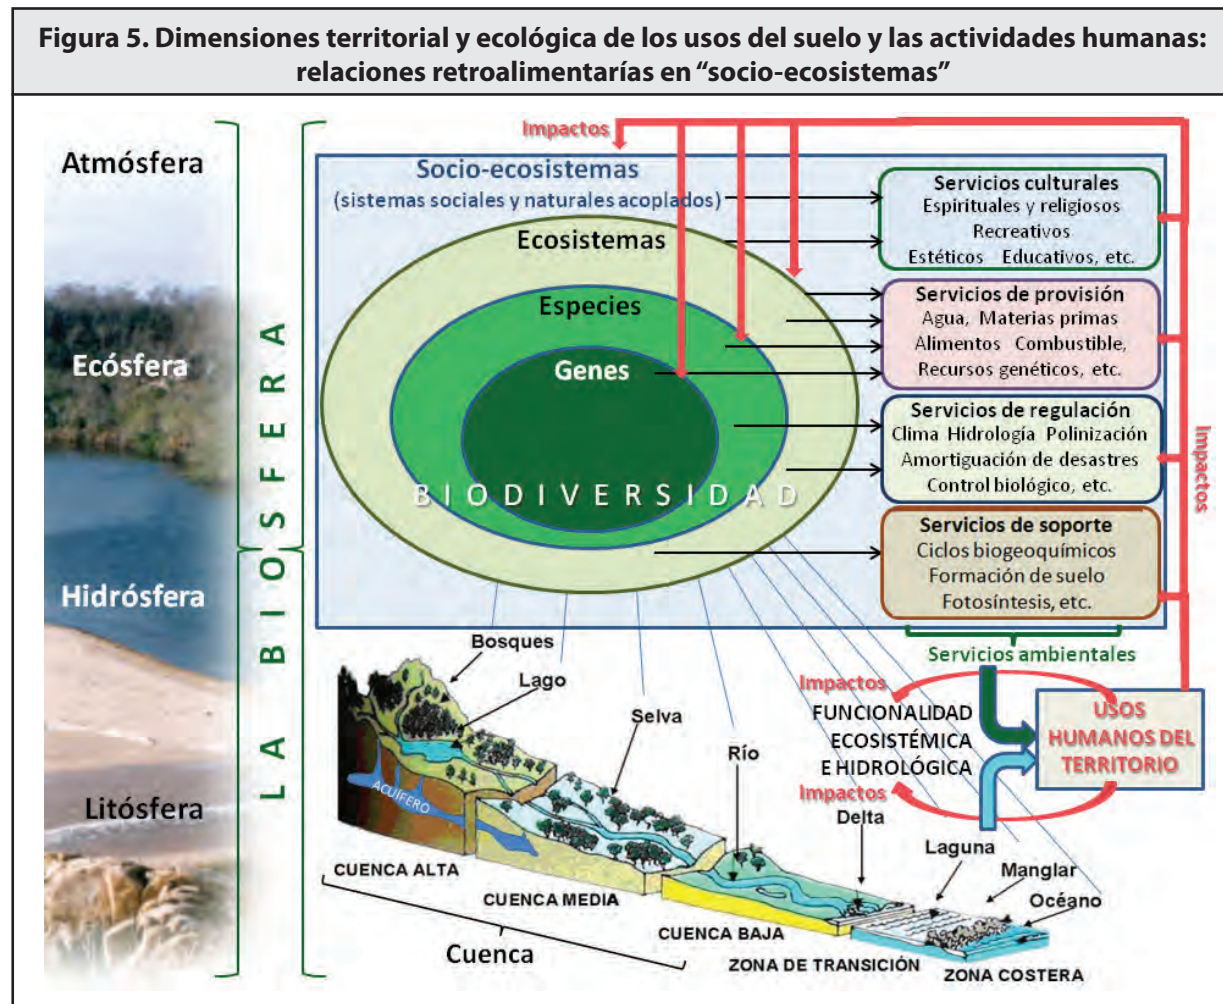 Figura 5. Dimensiones territorial y ecológica de los usos del suelo y las actividades humanas:
relaciones retroalimentarías en “socio-ecosistemas”
Atmósfera
Ecósfera
Hidrósfera
Litósfera
LA BIOSFERA
Impactos
Socio-ecosistemas
(sistemas sociales y naturales acoplados)
Ecosistemas
Especies
Genes
BIODIVERSIDAD
Servicios culturales
Espirituales y religiosos
Recreativos
Estéticos Educativos, etc.
Servicios de provisión
Agua, Materias primas
Alimentos Combustible,
Recursos genéticos, etc.
Servicios de regulación
Clima Hidrología Polinización
Amortiguación de desastres
Control biológico, etc.
Servicios de soporte
Ciclos biogeoquímicos
Formación de suelo
Fotosíntesis, etc.
Impactos
Servicios ambientales
Impactos
FUNCIONALIDAD
ECOSISTÉMICA
E HIDROLÓGICA
Impactos
USOS
HUMANOS DEL
TERRITORIO
Bosques
Lago
Selva
Río
Delta
Laguna
Manglar
Océano
ACUÍFERO
CUENCA ALTA
CUENCA MEDIA
CUENCA BAJA
ZONA DE TRANSICIÓN
ZONA COSTERA
Cuenca